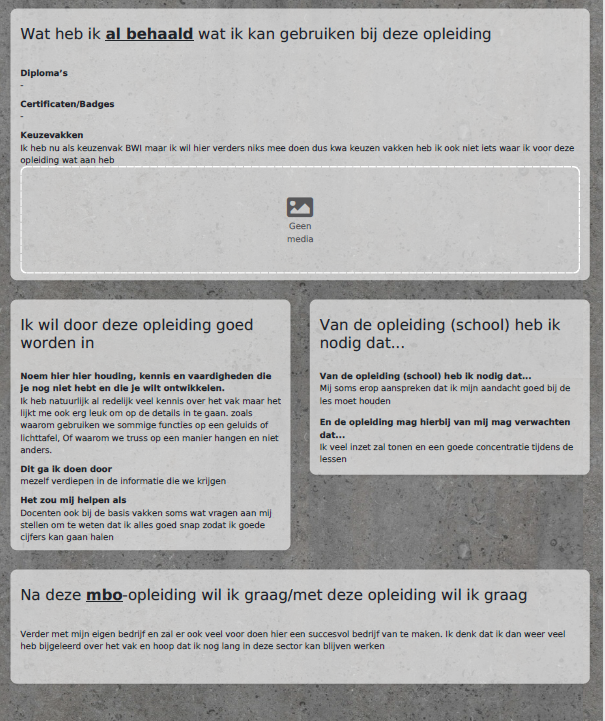 Wat heb ik al behaald wat ik kan gebruiken bij deze opleiding
Diploma's
-
Certificaten/Badges
-
Keuzevakken
Ik heb nu als keuzenvak BWI maar ik wil hier verders niks mee doen dus kwa keuzen vakken heb ik ook niet iets waar ik voor deze
opleiding wat aan heb
Geen
media
Ik wil door deze opleiding goed
worden in
Noem hier hier houding, kennis en vaardigheden die
je nog niet hebt en die je wilt ontwikkelen.
Ik heb natuurlijk al redelijk veel kennis over het vak maar het
lijkt me ook erg leuk om op de details in te gaan. zoals
waarom gebruiken we sommige functies op een geluids of
lichttafel, Of waarom we truss op een manier hangen en niet
anders.
Dit ga ik doen door
mezelf verdiepen in de informatie die we krijgen
Het zou mij helpen als
Docenten ook bij de basis vakken soms wat vragen aan mij
stellen om te weten dat ik alles goed snap zodat ik goede
cijfers kan gaan halen
Van de opleiding (school) heb ik
nodig dat...
Van de opleiding (school) heb ik nodig dat...
Mij soms erop aanspreken dat ik mijn aandacht goed bij de
les moet houden
En de opleiding mag hierbij van mij mag verwachten
dat...
Ik veel inzet zal tonen en een goede concentratie tijdens de
lessen
Na deze mbo-opleiding wil ik graag/met deze opleiding wil ik graag
Verder met mijn eigen bedrijf en zal er ook veel voor doen hier een succesvol bedrijf van te maken. Ik denk dat ik dan weer veel
heb bijgeleerd over het vak en hoop dat ik nog lang in deze sector kan blijven werken